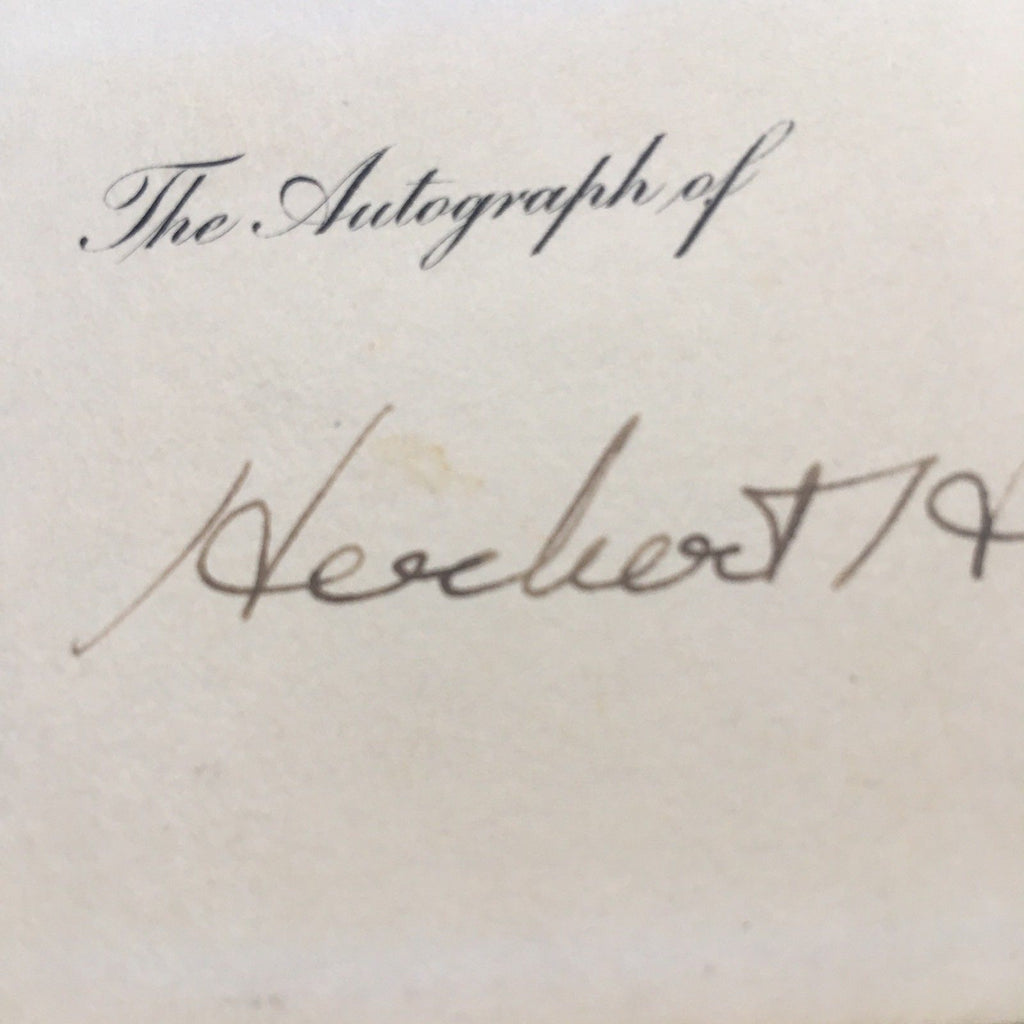 The Autograph of
Herbert H